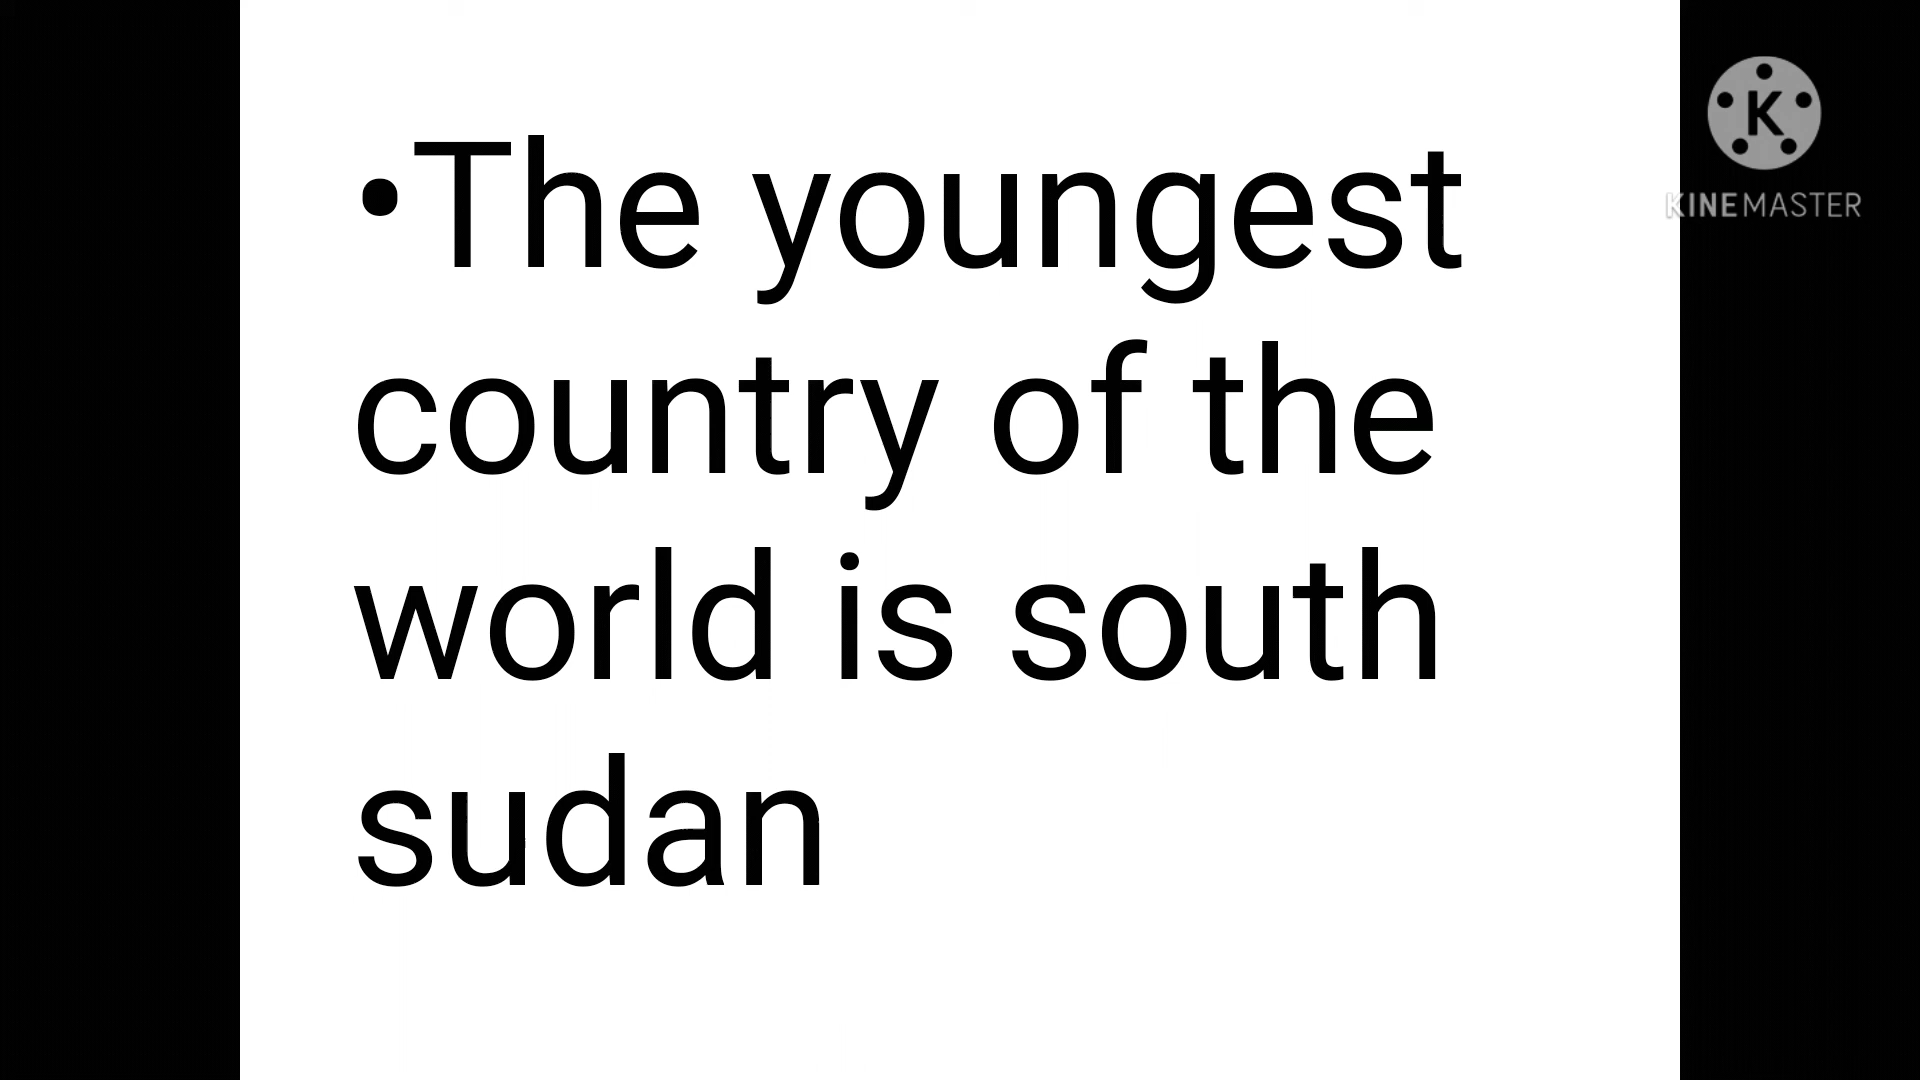 •The youngest
country of the
world is south
sudan
KINEMASTER